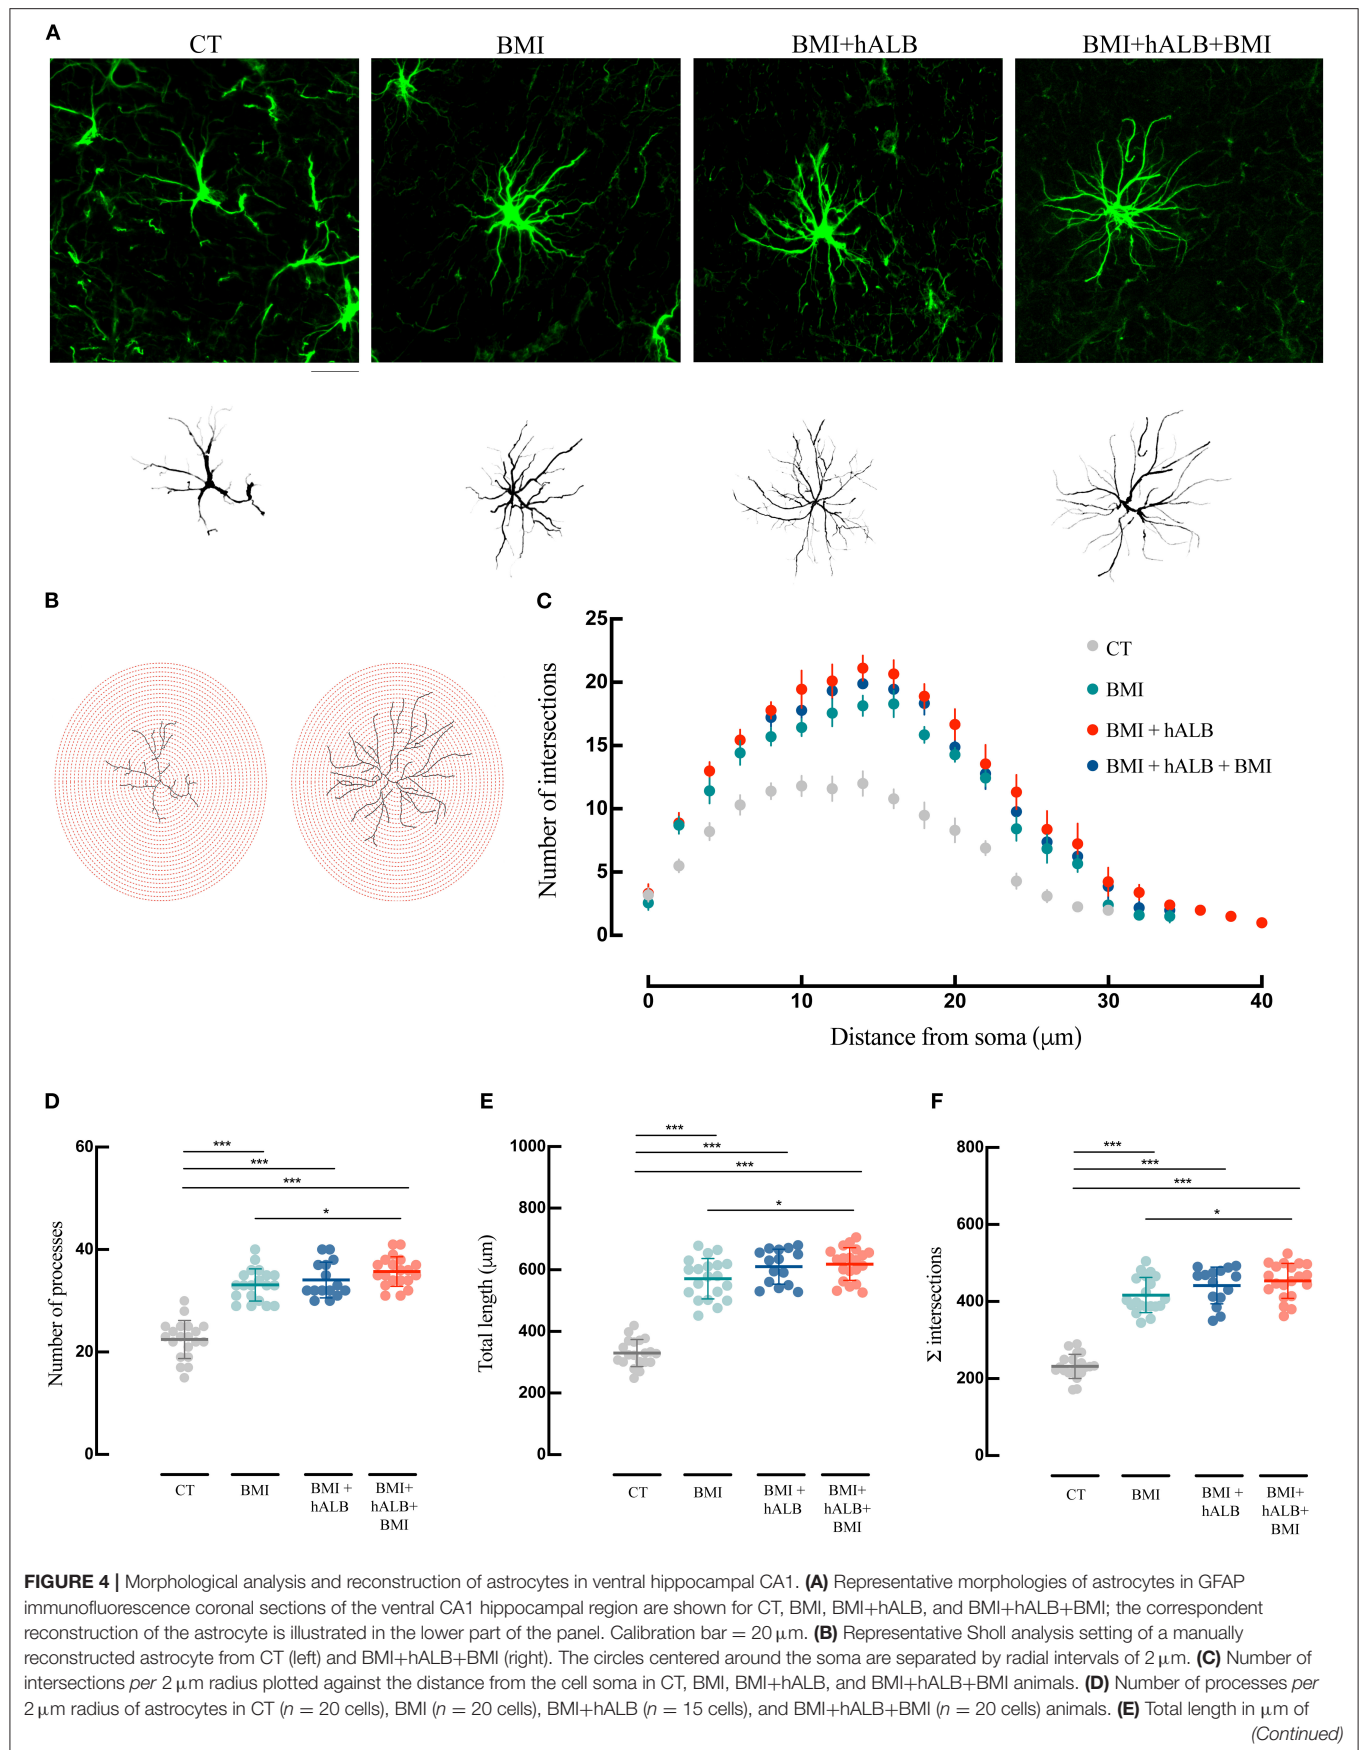 A
CT
BMI
BMI+hALB
BMI+hALB+BMI
B
C
25
20
15
10
5
0
Number of intersections
CT
BMI
BMI + hALB
BMI + hALB + BMI
0
10
20
30
40
Distance from soma (μm)
D
60
40
20
0
Number of processes
***
***
***
*
CT
BMI
BMI +
hALB
BMI+
hALB+
BMI
E
1000
800
600
400
200
0
Total length (μm)
***
***
***
*
CT
BMI
BMI +
hALB
BMI+
hALB+
BMI
F
800
600
400
200
0
Σ intersections
***
***
***
*
CT
BMI
BMI +
hALB
BMI+
hALB+
BMI
FIGURE 4 | Morphological analysis and reconstruction of astrocytes in ventral hippocampal CA1. (A) Representative morphologies of astrocytes in GFAP
immunofluorescence coronal sections of the ventral CA1 hippocampal region are shown for CT, BMI, BMI+hALB, and BMI+hALB+BMI; the correspondent
reconstruction of the astrocyte is illustrated in the lower part of the panel. Calibration bar = 20 μm. (B) Representative Sholl analysis setting of a manually
reconstructed astrocyte from CT (left) and BMI+hALB+BMI (right). The circles centered around the soma are separated by radial intervals of 2 μm. (C) Number of
intersections per 2 μm radius plotted against the distance from the cell soma in CT, BMI, BMI+hALB, and BMI+hALB+BMI animals. (D) Number of processes per
2 μm radius of astrocytes in CT (n = 20 cells), BMI (n = 20 cells), BMI+hALB (n = 15 cells), and BMI+hALB+BMI (n = 20 cells) animals. (E) Total length in μm of
(Continued)